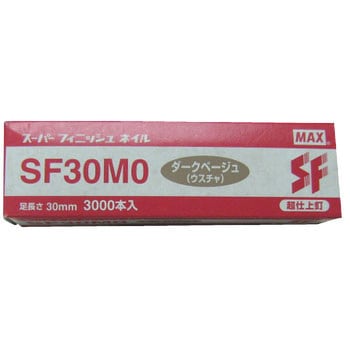 スーパーフィニッシュネイル
MAX
SF30M0
ダークベージュ
(ウスチャ)
SF
足長さ 30mm 3000本入
超仕上釘